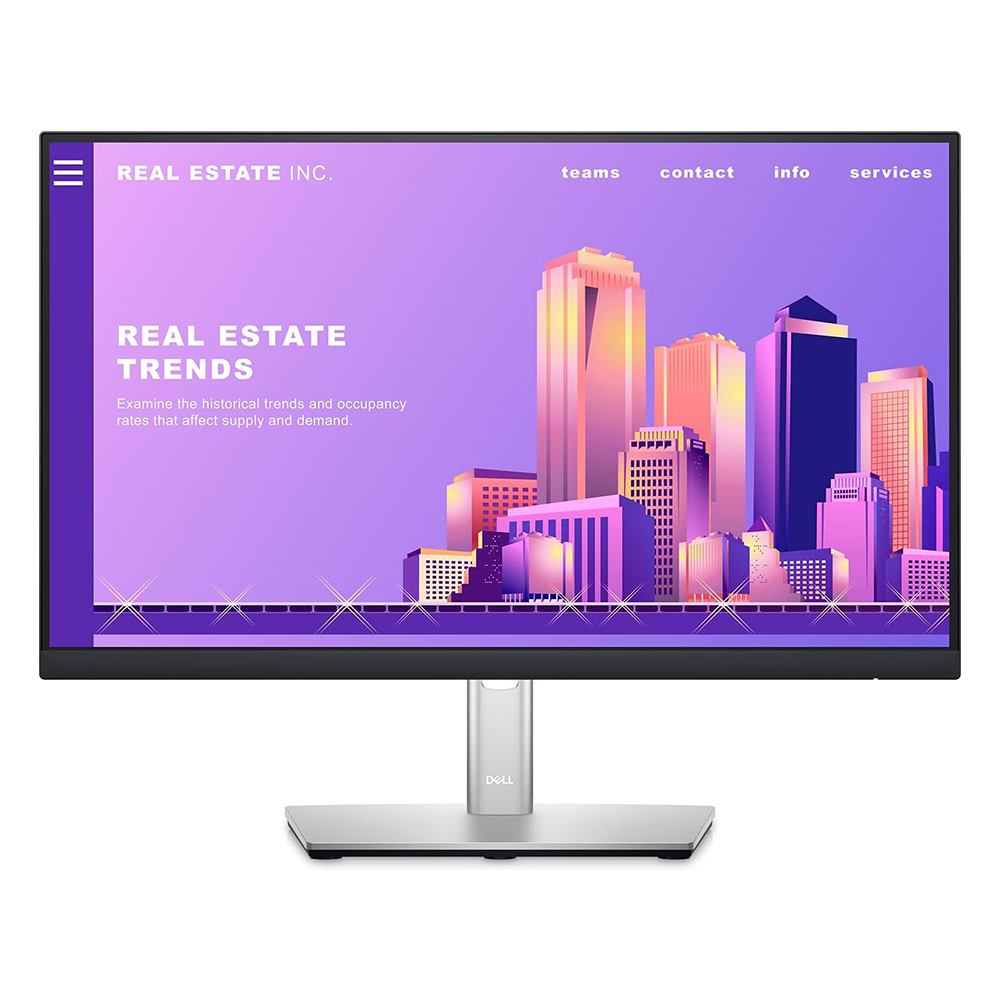 REAL ESTATE INC.
teams contact info services
REAL ESTATE
TRENDS
Examine the historical trends and occupancy
rates that affect supply and demand.
DELL